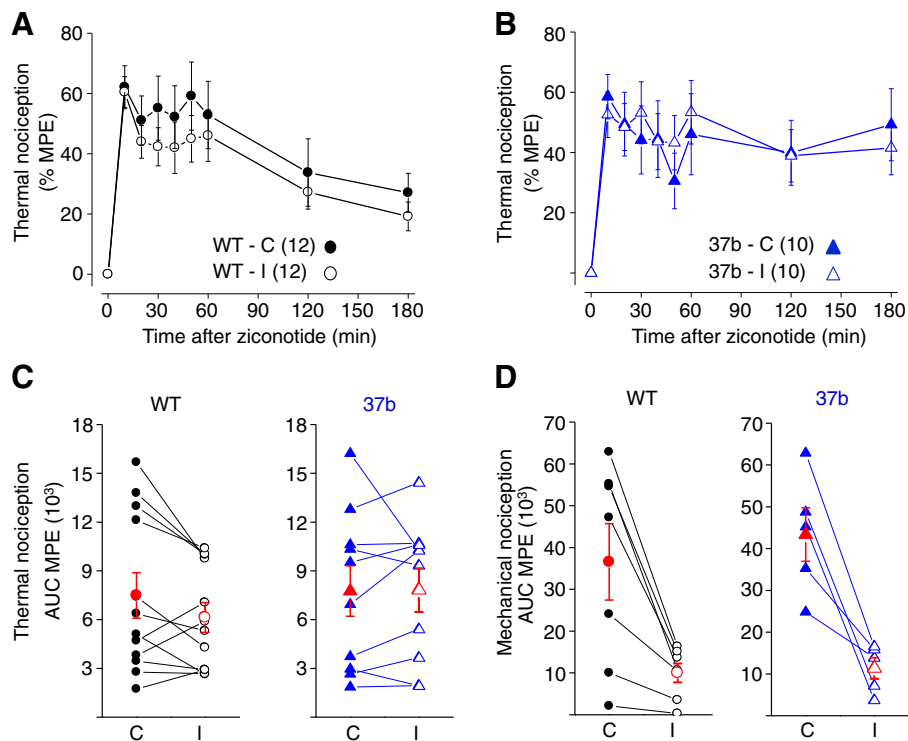 A
Thermal nociception
(% MPE)
80
60
40
20
0
WT - C (12)
WT - I (12)
0 30 60 90 120 150 180
Time after ziconotide (min)
B
Thermal nociception
(% MPE)
80
60
40
20
37b - C (10)
37b - I (10)
0 30 60 90 120 150 180
Time after ziconotide (min)
C
Thermal nociception
AUC MPE (10³)
WT
18
15
12
9
6
3
C I
37b
18
15
12
9
6
3
C I
D
Mechanical nociception
AUC MPE (10³)
WT
70
60
50
40
30
20
10
C I
37b
70
60
50
40
30
20
10
C I